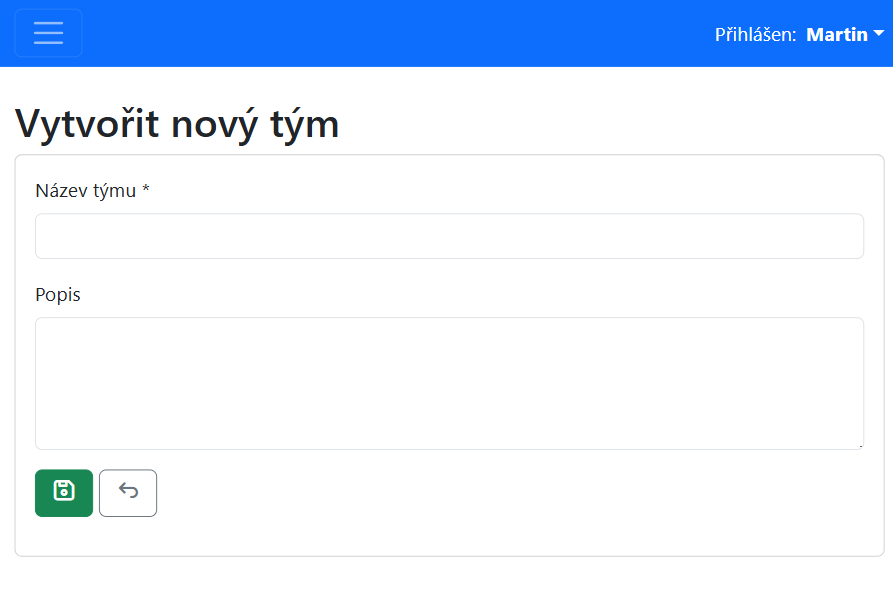 Přihlášen: Martin
Vytvořit nový tým
Název týmu *
Popis